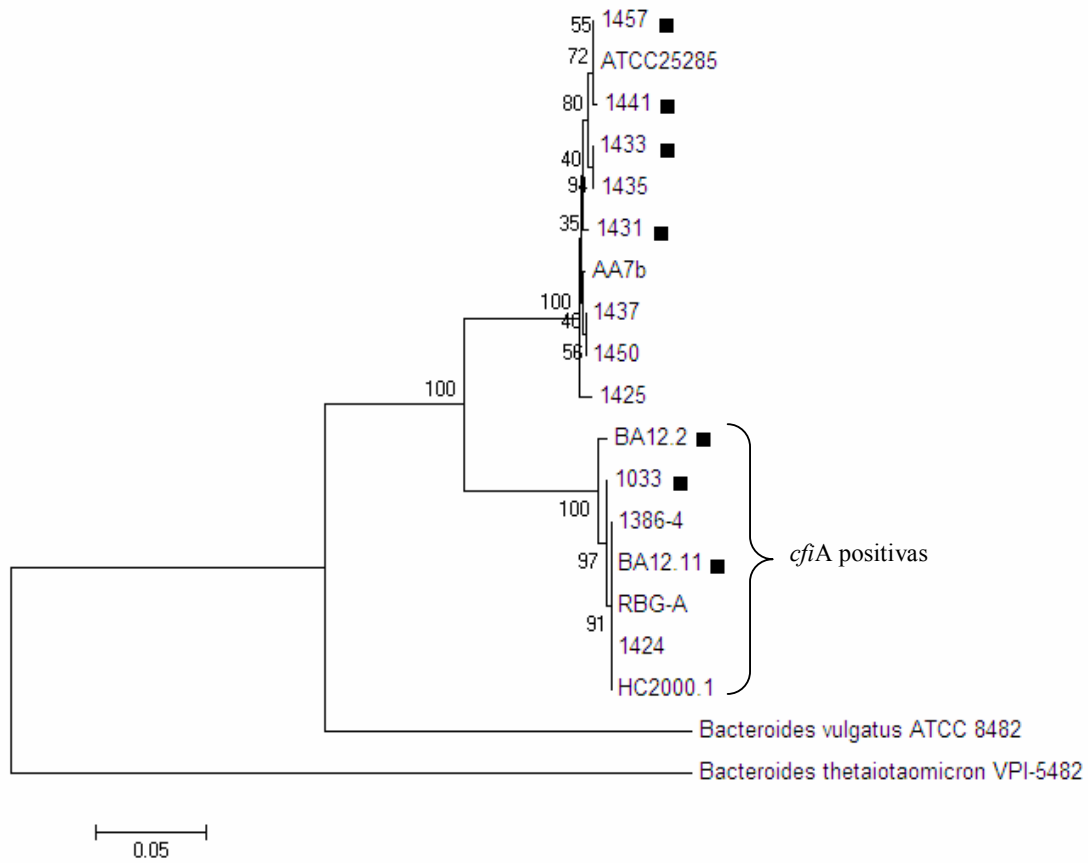 55
1457
72
ATCC25285
80
1441
1433
40
94
1435
35
1431
AA7b
100
1437
46
56
1450
100
1425
BA12.2
1033
100
1386-4
97
BA12.11
cfiA positivas
RBG-A
91
1424
HC2000.1
Bacteroides vulgatus ATCC 8482
Bacteroides thetaiotaomicron VPI-5482
0.05